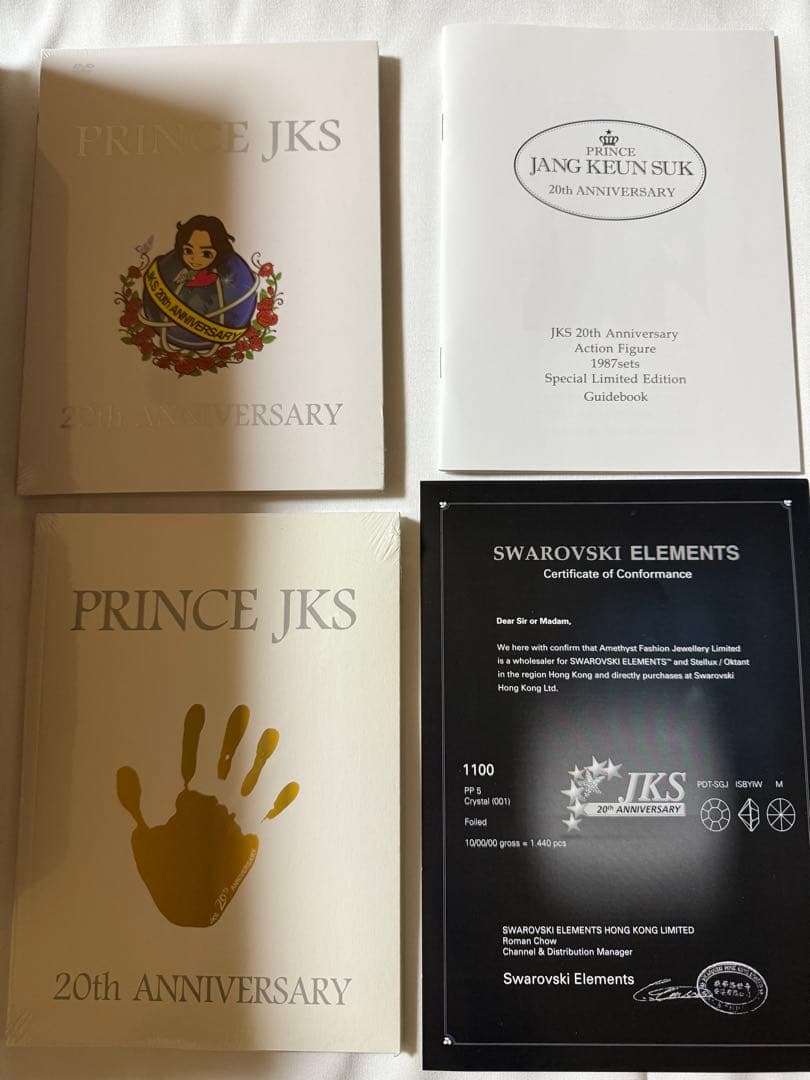 DVD
PRINCE JKS
JKS 20th ANNIVERSARY
20th ANNIVERSARY
PRINCE
JANG KEUN SUK
20th ANNIVERSARY
JKS 20th Anniversary
Action Figure
1987sets
Special Limited Edition
Guidebook
PRINCE JKS
20th ANNIVERSARY
20th ANNIVERSARY
SWAROVSKI ELEMENTS
Certificate of Conformance
Dear Sir or Madam,
We here with confirm that Amethyst Fashion Jewellery Limited
is a wholesaler for SWAROVSKI ELEMENTS™ and Stellux / Oktant
in the region Hong Kong and directly purchases at Swarovski
Hong Kong Ltd.
1100
PP 5
Crystal (001)
Foiled
10/00/00 gross = 1.440 pcs
JKS
20th ANNIVERSARY
PDT-SGJ ISBYIW M
SWAROVSKI ELEMENTS HONG KONG LIMITED
Roman Chow
Channel & Distribution Manager
Swarovski Elements